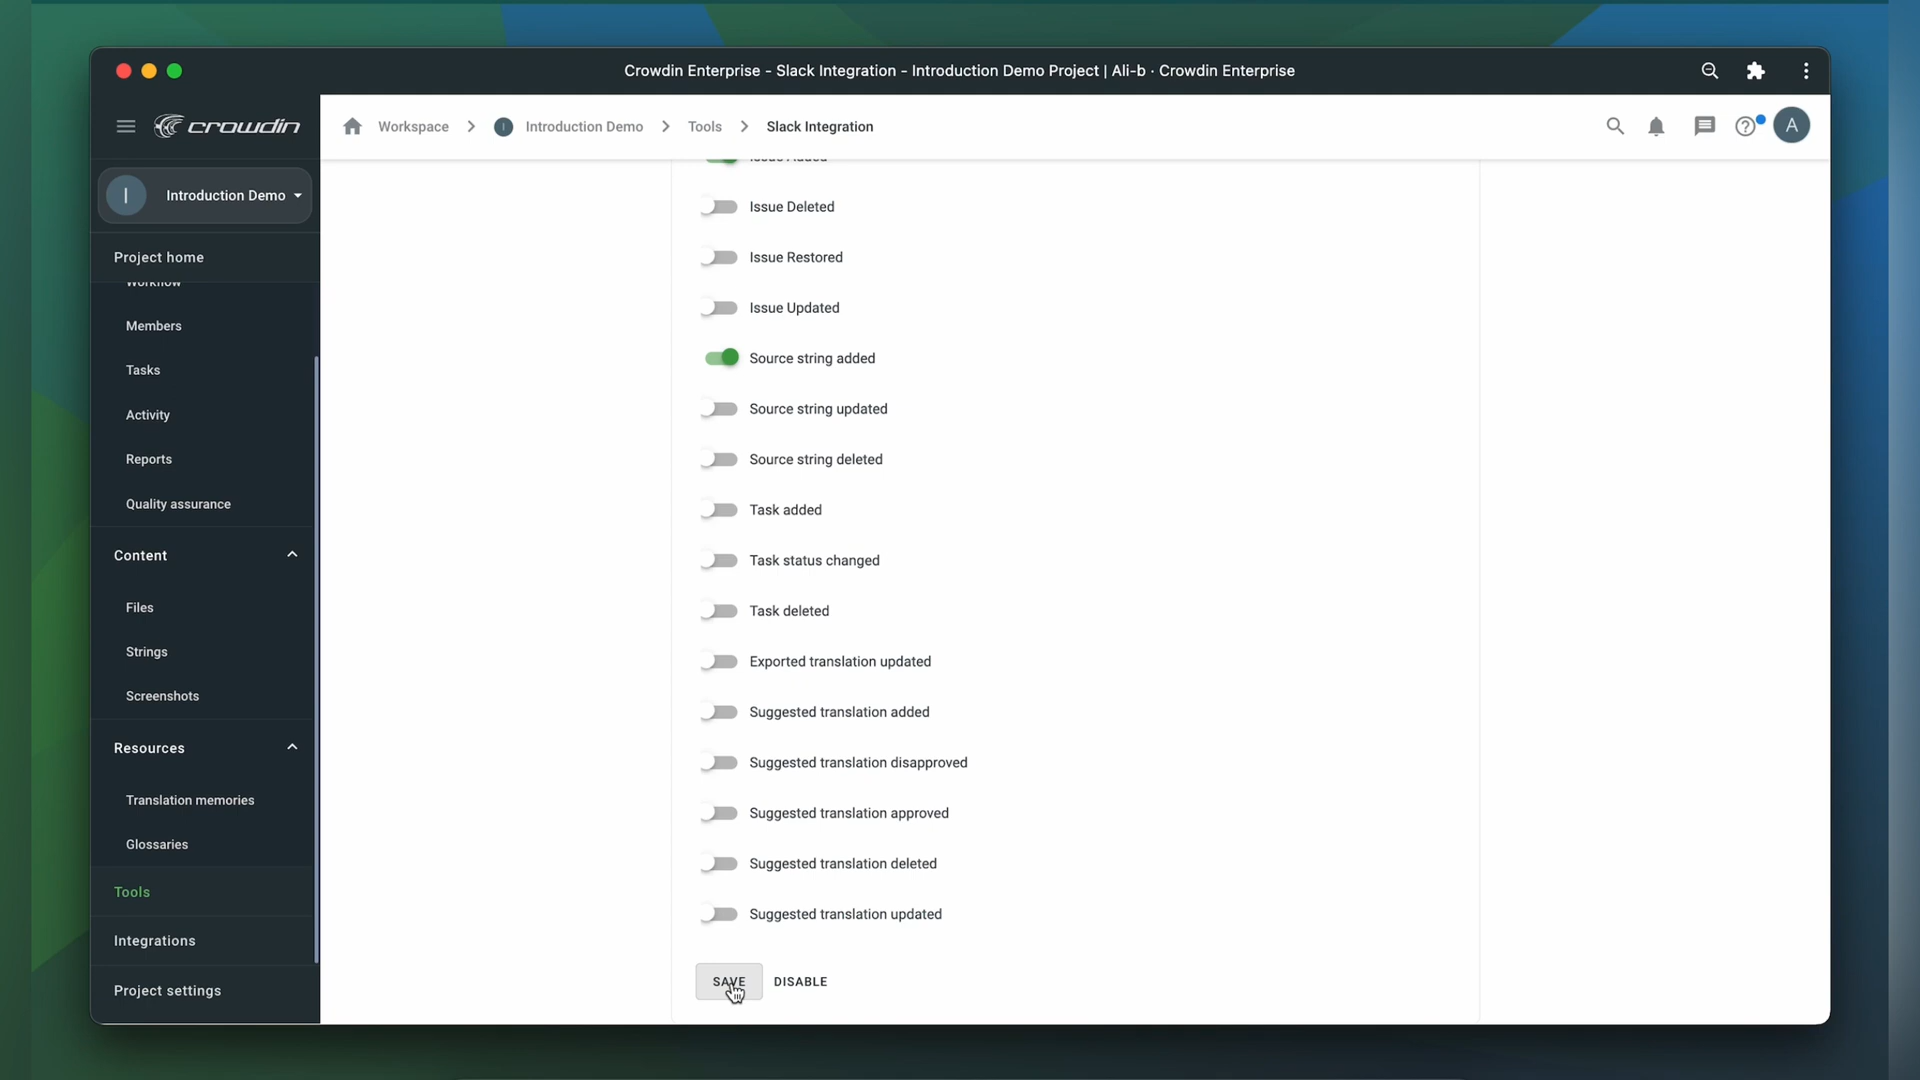 Crowdin Enterprise - Slack Integration - Introduction Demo Project | Ali-b · Crowdin Enterprise
crowdin
Workspace > I Introduction Demo > Tools > Slack Integration
A
I Introduction Demo
Project home
Workflow
Members
Tasks
Activity
Reports
Quality assurance
Content
Files
Strings
Screenshots
Resources
Translation memories
Glossaries
Tools
Integrations
Project settings
Issue Added
Issue Deleted
Issue Restored
Issue Updated
Source string added
Source string updated
Source string deleted
Task added
Task status changed
Task deleted
Exported translation updated
Suggested translation added
Suggested translation disapproved
Suggested translation approved
Suggested translation deleted
Suggested translation updated
SAVE DISABLE